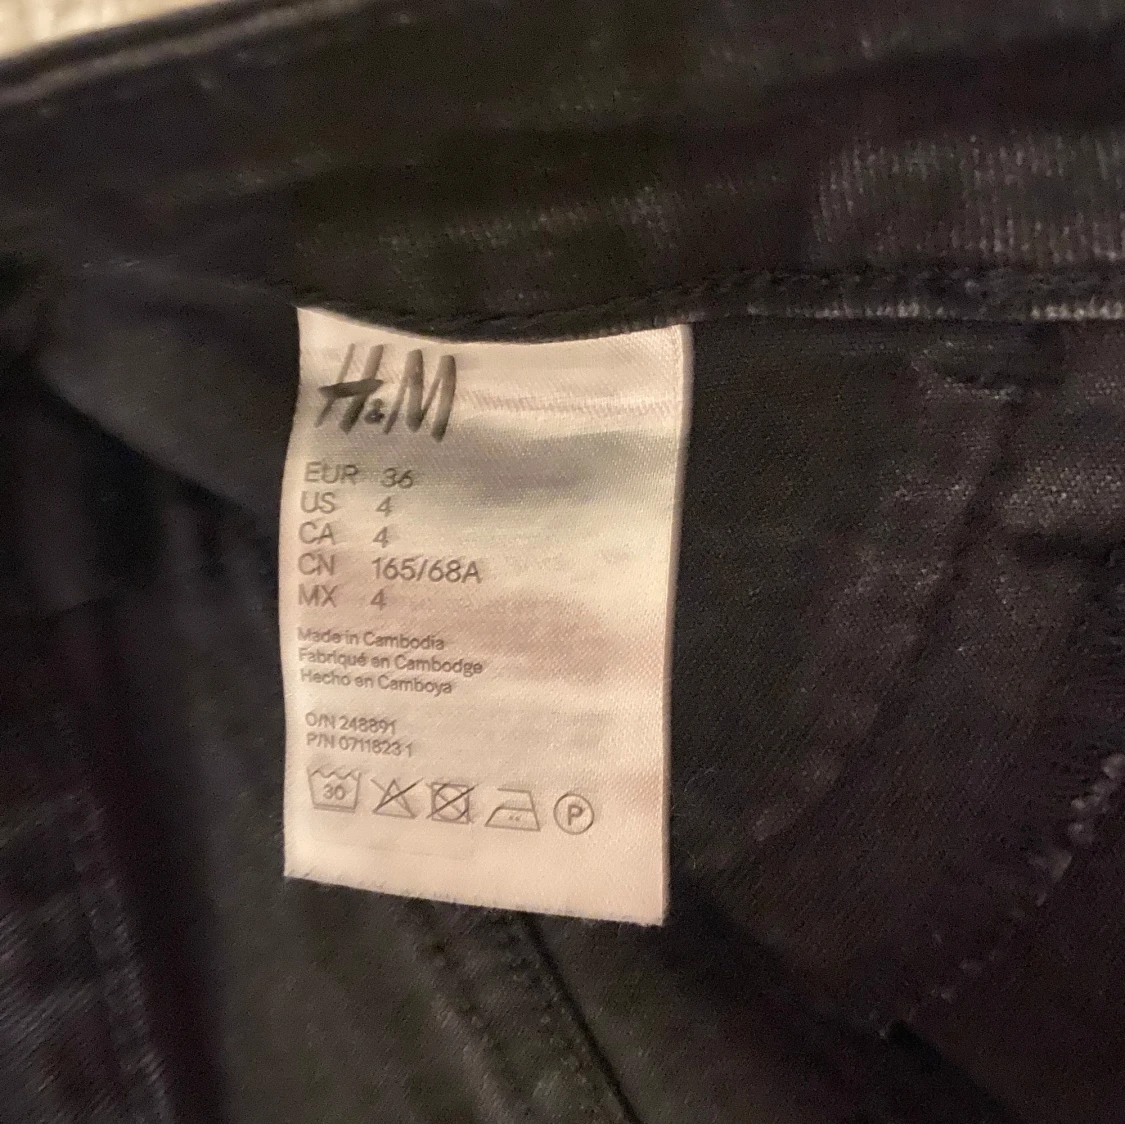 H&M
EUR 36
US 4
CA 4
CN 165/68A
MX 4
Made in Cambodia
Fabriqué en Cambodge
Hecho en Camboya
O/N 248891
P/N 0711823 1
30
P